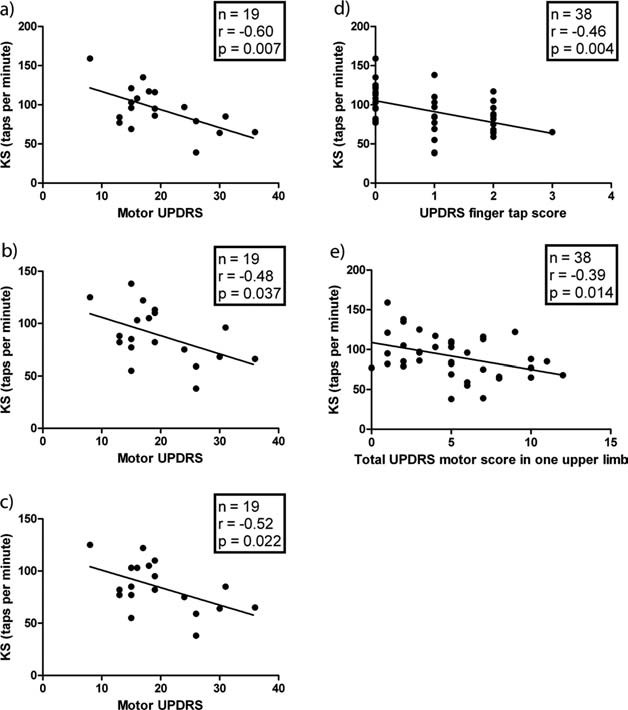 a)
n = 19
r = -0.60
p = 0.007
KS (taps per minute)
200
150
100
50
0
0 10 20 30 40
Motor UPDRS
b)
n = 19
r = -0.48
p = 0.037
KS (taps per minute)
150
100
50
0
0 10 20 30 40
Motor UPDRS
c)
n = 19
r = -0.52
p = 0.022
KS (taps per minute)
150
100
50
0
0 10 20 30 40
Motor UPDRS
d)
n = 38
r = -0.46
p = 0.004
KS (taps per minute)
200
150
100
50
0
0 1 2 3 4
UPDRS finger tap score
e)
n = 38
r = -0.39
p = 0.014
KS (taps per minute)
200
150
100
50
0
0 5 10 15
Total UPDRS motor score in one upper limb